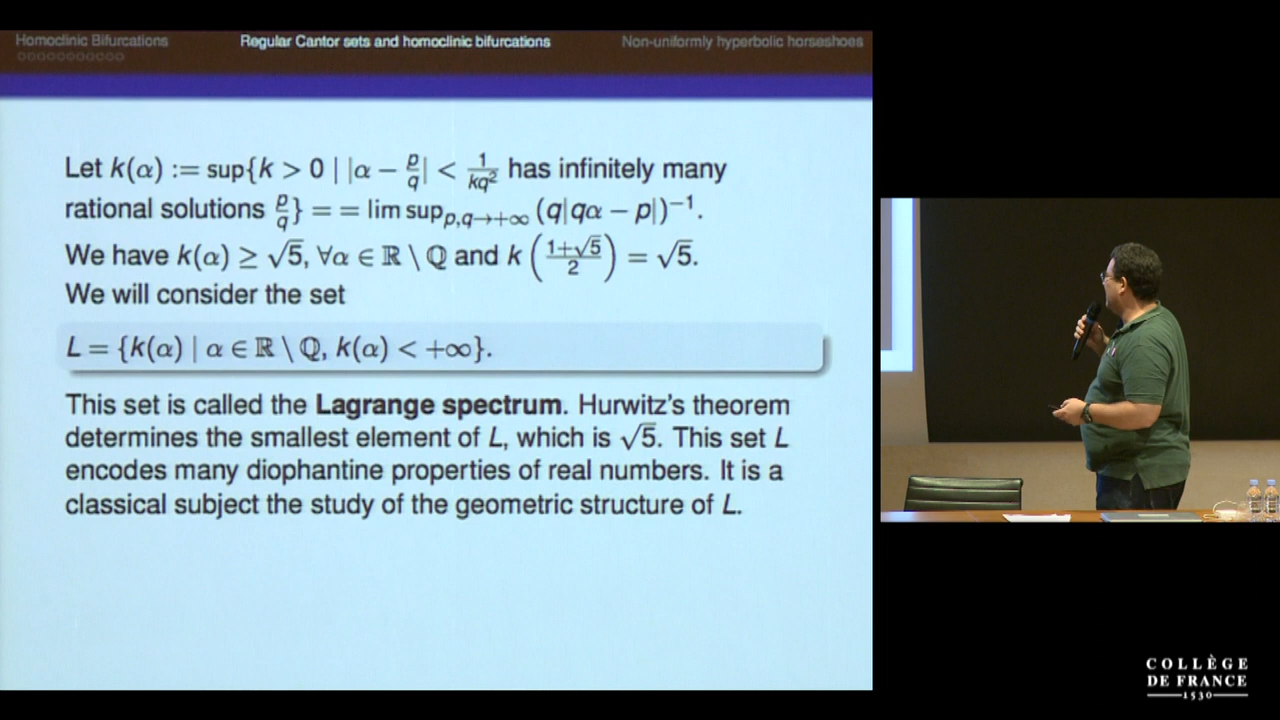 Homoclinic Bifurcations Regular Cantor sets and homoclinic bifurcations Non-uniformly hyperbolic horseshoes
Let k(α) := sup{k > 0 | |α − p/q| < 1/kq² has infinitely many
rational solutions p/q} = = lim sup_{p,q→+∞} (q|qα − p|)⁻¹.
We have k(α) ≥ √5, ∀α ∈ ℝ \ ℚ and k((1+√5)/2) = √5.
We will consider the set
L = {k(α) | α ∈ ℝ \ ℚ, k(α) < +∞}.
This set is called the Lagrange spectrum. Hurwitz's theorem
determines the smallest element of L, which is √5. This set L
encodes many diophantine properties of real numbers. It is a
classical subject the study of the geometric structure of L.
COLLÈGE
DE FRANCE
1530